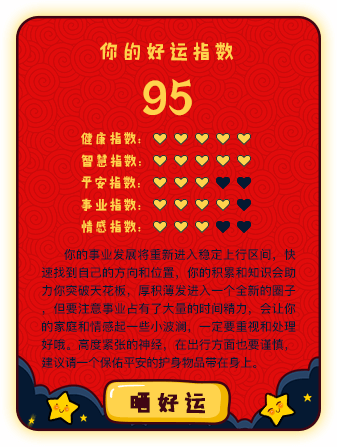 你的好运指数
95
健康指数:
智慧指数:
平安指数:
事业指数:
情感指数:
你的事业发展将重新进入稳定上行区间，快
速找到自己的方向和位置，你的积累和知识会助
力你突破天花板，厚积薄发进入一个全新的圈子
，但要注意事业占有了大量的时间精力，会让你
的家庭和情感起一些小波澜，一定要重视和处理
好哦。高度紧张的神经，在出行方面也要谨慎，
建议请一个保佑平安的护身物品带在身上。
晒好运